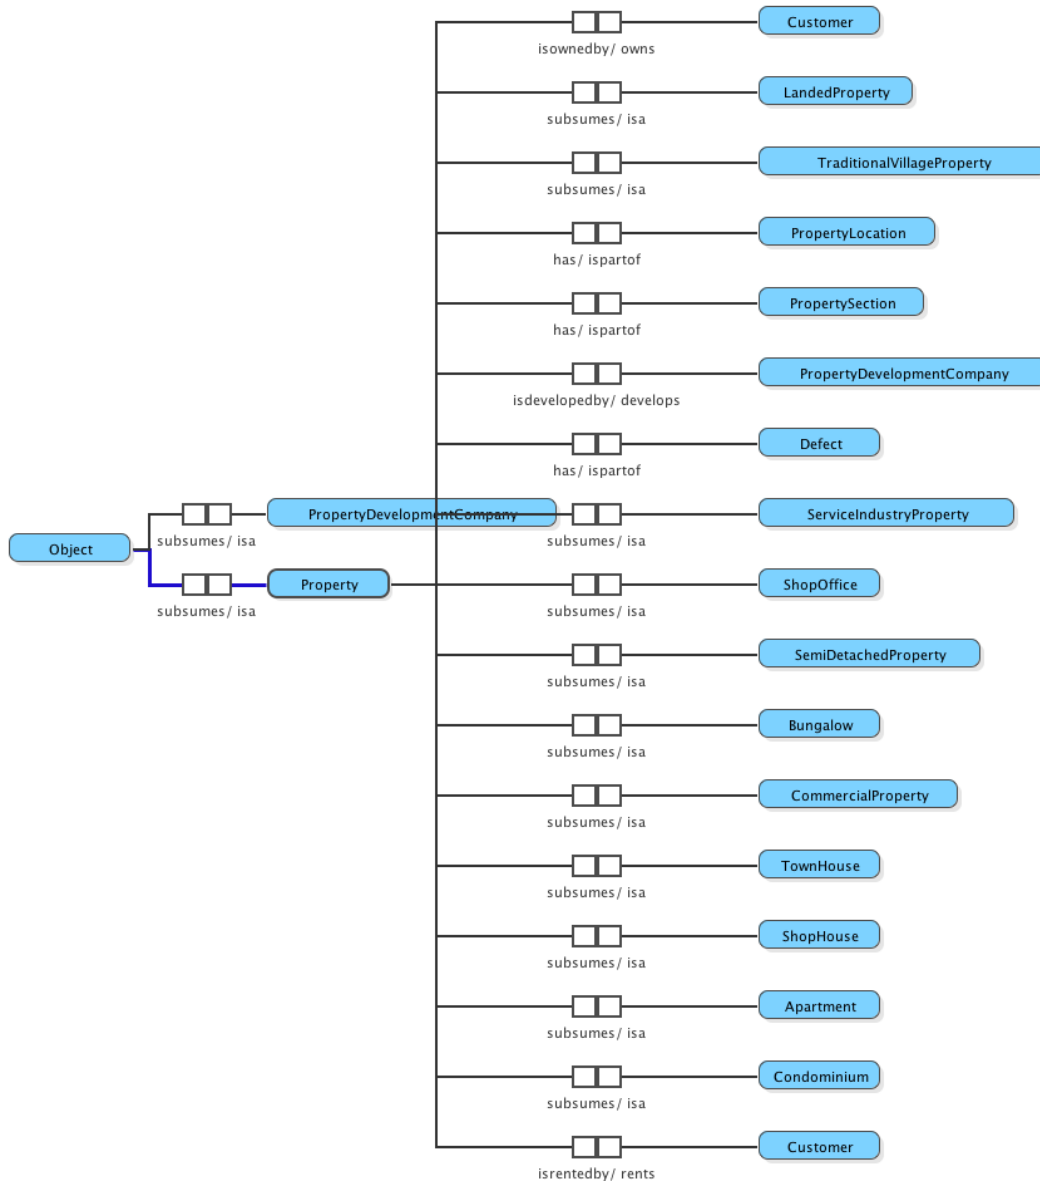 Customer
isownedby/ owns
LandedProperty
subsumes/ isa
TraditionalVillageProperty
subsumes/ isa
PropertyLocation
has/ ispartof
PropertySection
has/ ispartof
PropertyDevelopmentCompany
isdevelopedby/ develops
Defect
has/ ispartof
PropertyDevelopmentCompany
ServiceIndustryProperty
subsumes/ isa
subsumes/ isa
Object
Property
ShopOffice
subsumes/ isa
subsumes/ isa
SemiDetachedProperty
subsumes/ isa
Bungalow
subsumes/ isa
CommercialProperty
subsumes/ isa
TownHouse
subsumes/ isa
ShopHouse
subsumes/ isa
Apartment
subsumes/ isa
Condominium
subsumes/ isa
Customer
isrentedby/ rents